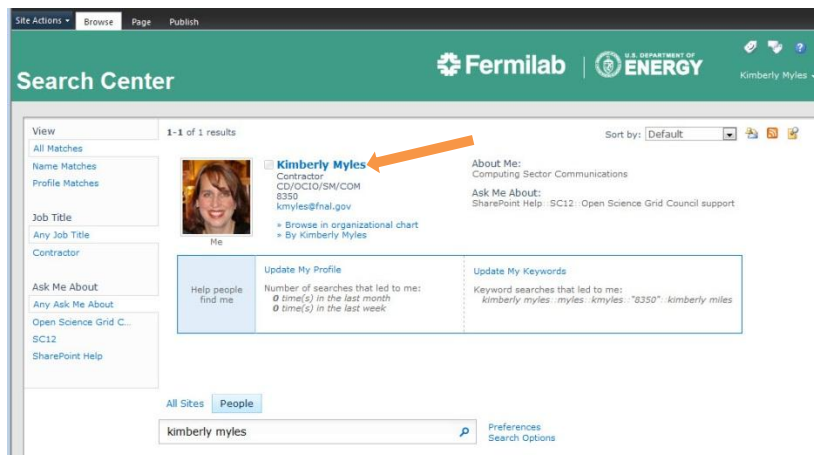 Site Actions Browse Page Publish
Search Center
Fermilab U.S. DEPARTMENT OF ENERGY
Kimberly Myles
View
All Matches
Name Matches
Profile Matches
Job Title
Any Job Title
Contractor
Ask Me About
Any Ask Me About
Open Science Grid C...
SC12
SharePoint Help
1-1 of 1 results
Sort by: Default
Me
Kimberly Myles
Contractor
CD/OCIO/SM/COM
8350
kmyles@fnal.gov
» Browse in organizational chart
» By Kimberly Myles
About Me:
Computing Sector Communications
Ask Me About:
SharePoint Help :: SC12 :: Open Science Grid Council support
Help people
find me
Update My Profile
Number of searches that led to me:
0 time(s) in the last month
0 time(s) in the last week
Update My Keywords
Keyword searches that led to me:
kimberly myles :: myles :: kmyles :: "8350" :: kimberly miles
All Sites People
kimberly myles
Preferences
Search Options